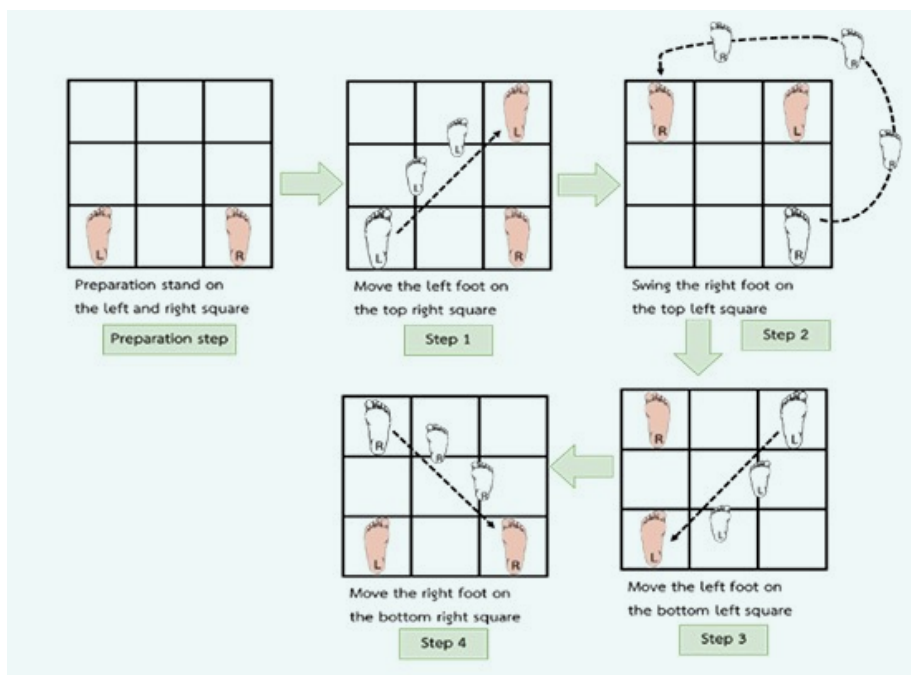 L
R
Preparation stand on
the left and right square
Preparation step
L
L
L
L
R
Move the left foot on
the top right square
Step 1
R
R
R
R
L
R
Swing the right foot on
the top left square
Step 2
R
L
L
L
L
Move the left foot on
the bottom left square
Step 3
R
R
R
L
R
Move the right foot on
the bottom right square
Step 4